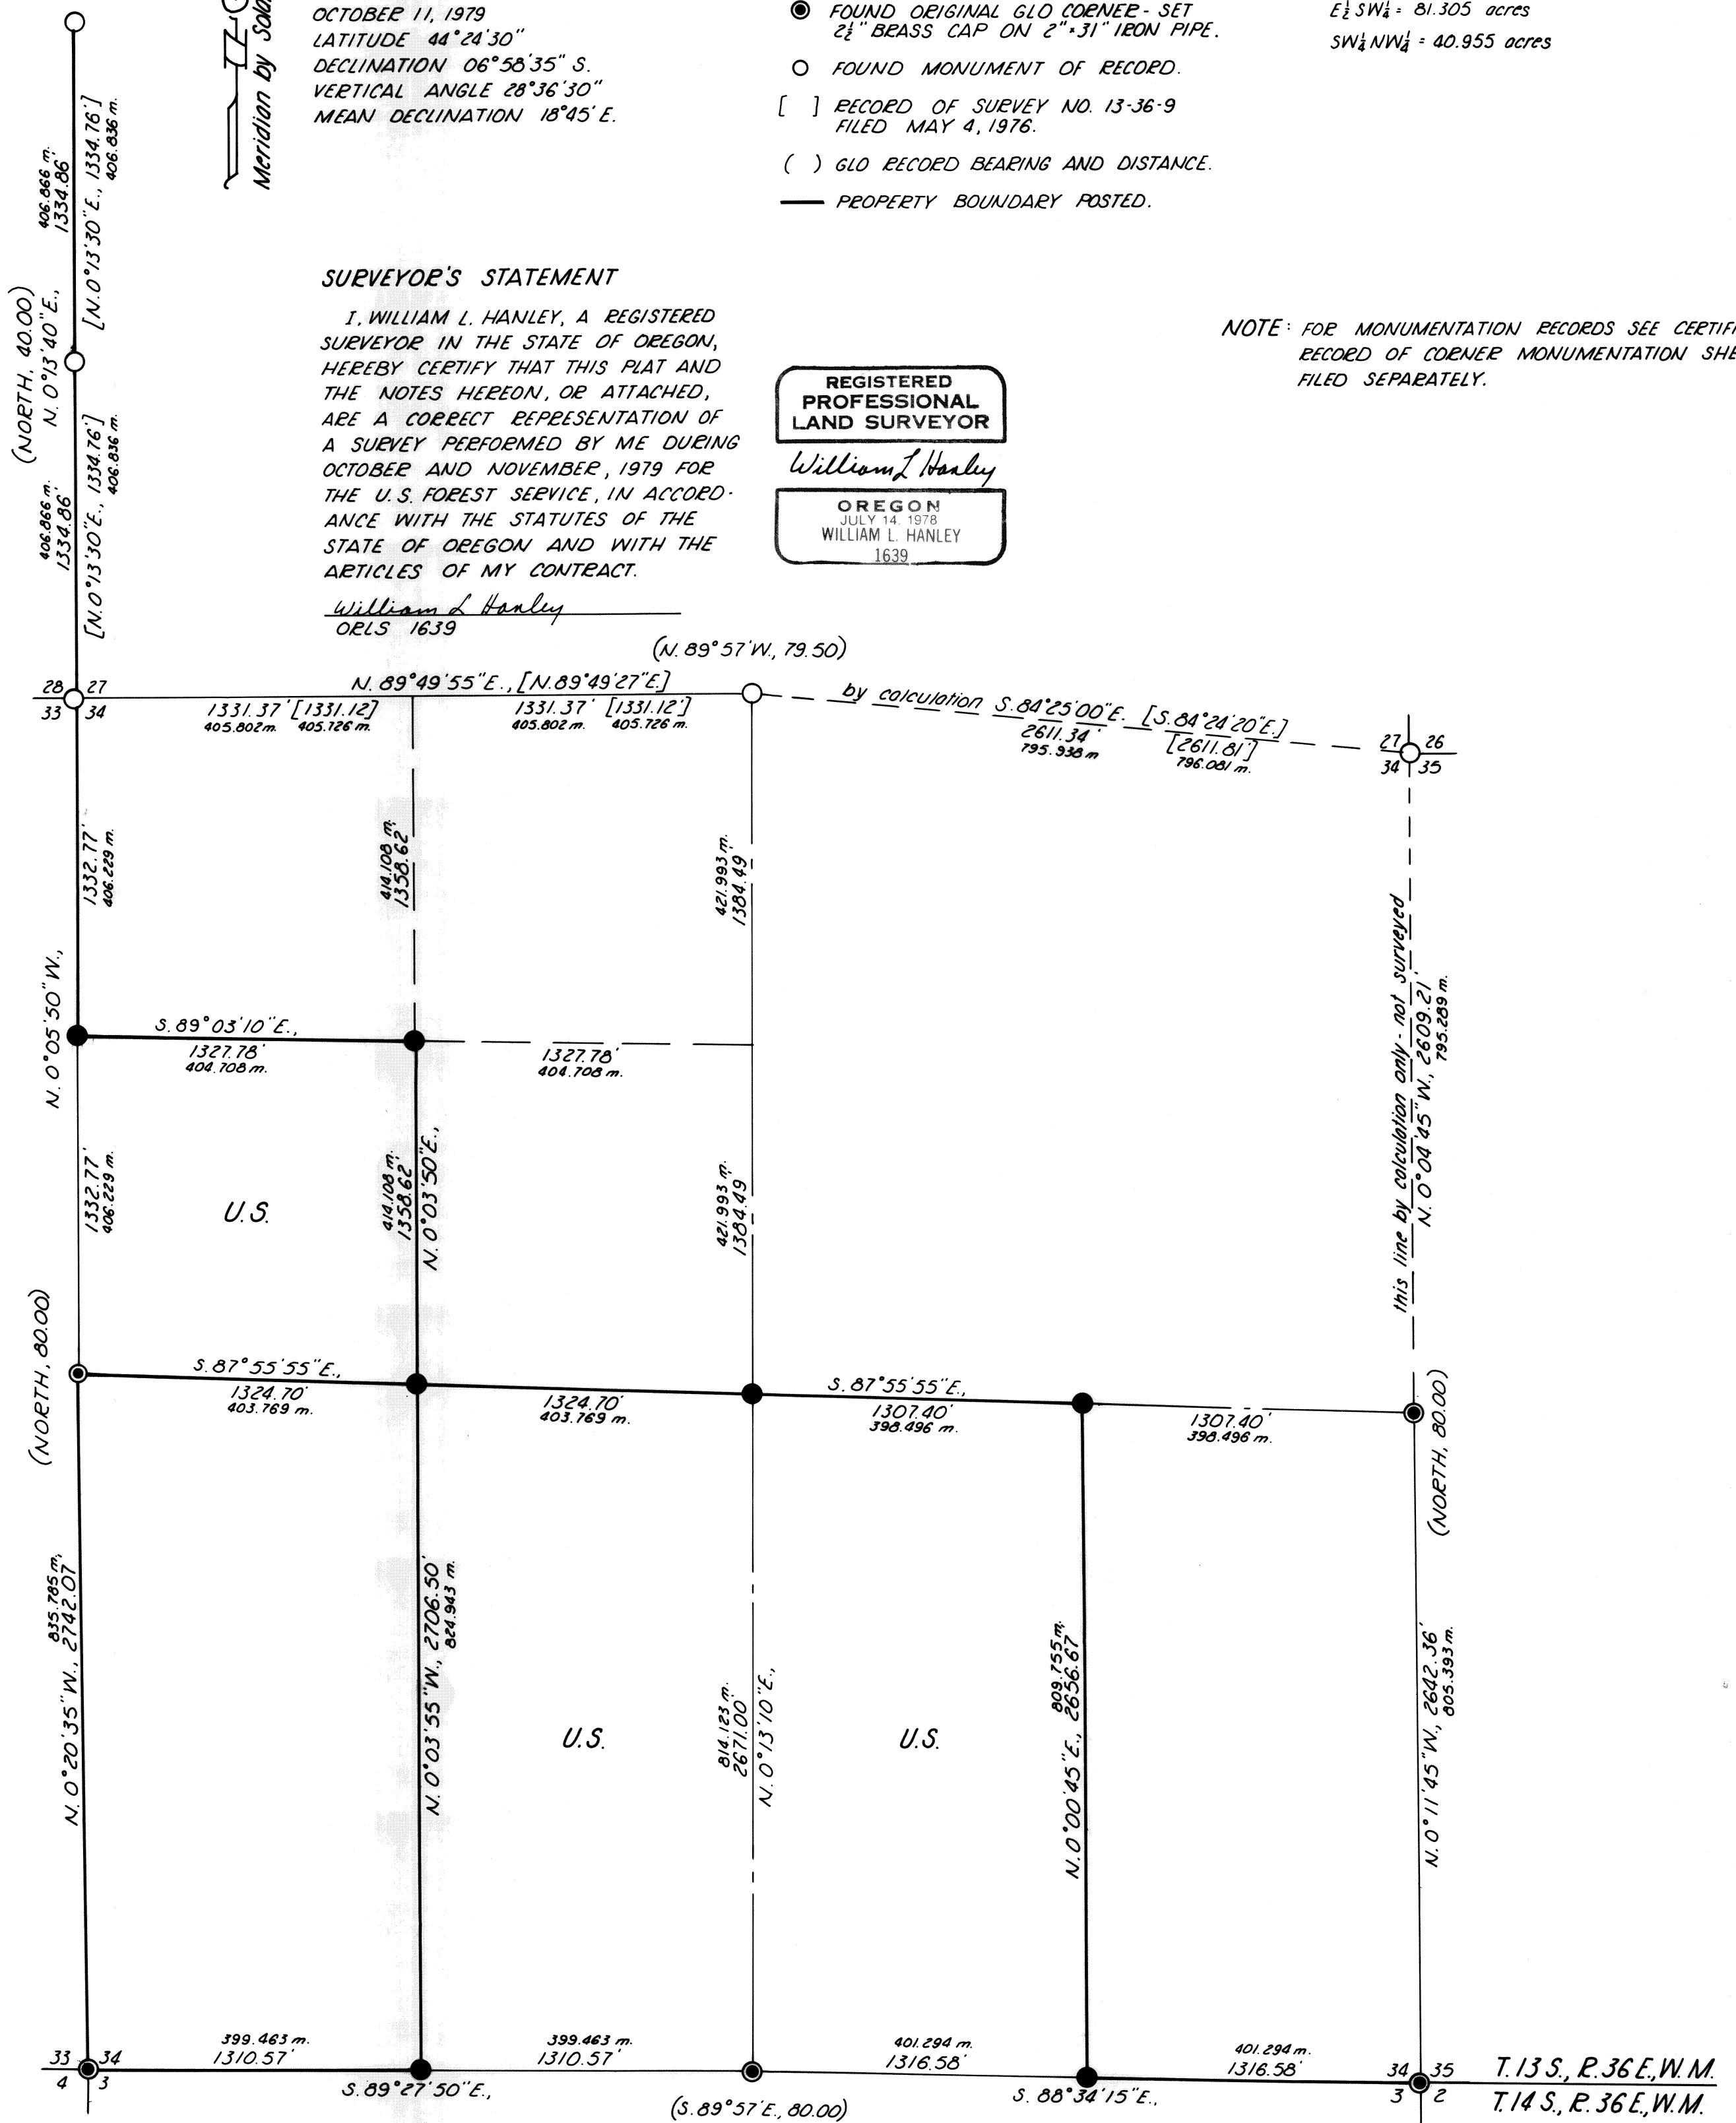 OCTOBER 11, 1979
LATITUDE 44°24'30"
DECLINATION 06°58'35" S.
VERTICAL ANGLE 28°36'30"
MEAN DECLINATION 18°45' E.
Meridian by
FOUND ORIGINAL GLO CORNER - SET
2½" BRASS CAP ON 2"x31" IRON PIPE.
FOUND MONUMENT OF RECORD.
[ ] RECORD OF SURVEY NO. 13-36-9
FILED MAY 4, 1976.
( ) GLO RECORD BEARING AND DISTANCE.
PROPERTY BOUNDARY POSTED.
E½ SW¼ = 81.305 acres
SW¼ NW¼ = 40.955 acres
SURVEYOR'S STATEMENT
I, WILLIAM L. HANLEY, A REGISTERED
SURVEYOR IN THE STATE OF OREGON,
HEREBY CERTIFY THAT THIS PLAT AND
THE NOTES HEREON, OR ATTACHED,
ARE A CORRECT REPRESENTATION OF
A SURVEY PERFORMED BY ME DURING
OCTOBER AND NOVEMBER, 1979 FOR
THE U.S. FOREST SERVICE, IN ACCORD-
ANCE WITH THE STATUTES OF THE
STATE OF OREGON AND WITH THE
ARTICLES OF MY CONTRACT.
William L Hanley
ORLS 1639
REGISTERED
PROFESSIONAL
LAND SURVEYOR
William L Hanley
OREGON
JULY 14, 1978
WILLIAM L. HANLEY
1639
NOTE: FOR MONUMENTATION RECORDS SEE
RECORD OF CORNER MONUMENTATION
FILED SEPARATELY.
406.866 m.
1334.86'
[N.0°13'30"E., 1334.76']
406.836 m.
(NORTH, 40.00)
N. 0°13'40"E.,
406.866 m.
1334.86'
[N.0°13'30"E., 1334.76']
406.836 m.
(N. 89°57'W., 79.50)
N. 89°49'55"E., [N.89°49'27"E.]
28 27
33 34
1331.37' [1331.12]
405.802m. 405.726 m.
1331.37' [1331.12']
405.802 m. 405.726 m.
by calculation S.84°25'00"E. [S.84°24'20"E.]
2611.34'
795.938 m
[2611.81']
796.081 m.
27 26
34 35
1332.77'
406.229 m.
414.108 m.
1358.62'
421.993 m.
1384.49'
N. 0°05'50"W.,
S.89°03'10"E.,
1327.78'
404.708 m.
1327.78'
404.708 m.
this line by calculation only - not surveyed
N. 0°04'45"W., 2609.21'
795.289 m.
1332.77'
406.229 m.
U.S.
414.108 m.
1358.62'
N. 0°03'50"E.,
421.993 m.
1384.49'
(NORTH, 80.00)
S.87°55'55"E.,
1324.70'
403.769 m.
1324.70'
403.769 m.
S.87°55'55"E.,
1307.40'
398.496 m.
1307.40'
398.496 m.
(NORTH, 80.00)
835.785 m.
N. 0°20'35"W., 2742.07
N. 0°03'55"W., 2706.50'
824.943 m.
U.S.
814.123 m.
2671.00'
N. 0°13'10"E.,
U.S.
809.755 m.
N. 0°00'45"E., 2656.67
N. 0°11'45"W., 2642.36'
805.393 m.
33 34
4 3
399.463 m.
1310.57'
399.463 m.
1310.57'
401.294 m.
1316.58'
401.294 m.
1316.58'
34 35
3 2
S.89°27'50"E.,
(S.89°57'E., 80.00)
S.88°34'15"E.,
T. 13 S., R. 36 E., W.M.
T. 14 S., R. 36 E., W.M.